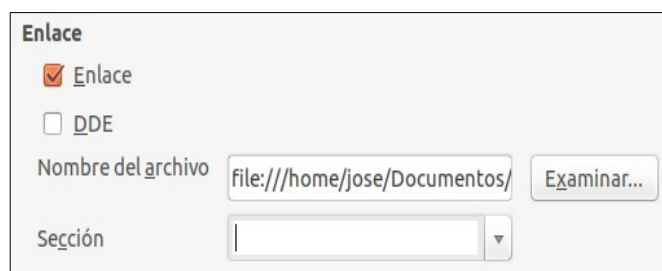 Enlace
Enlace
DDE
Nombre del archivo file:///home/jose/Documentos/ Examinar...
Sección